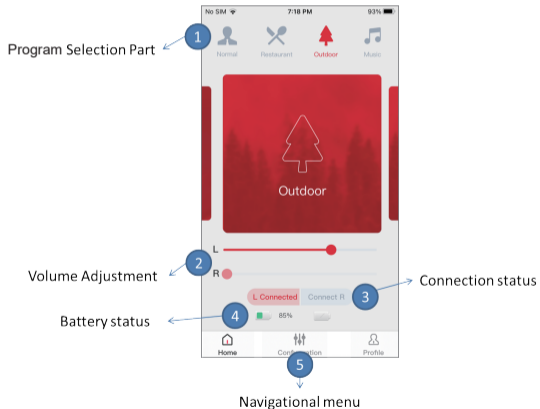 No SIM 7:18 PM 93%
1
Program Selection Part
Normal Restaurant Outdoor Music
Outdoor
L
2
R
Volume Adjustment
Connection status
L Connected Connect R
3
4
85%
Battery status
Home Profile
5
Navigational menu